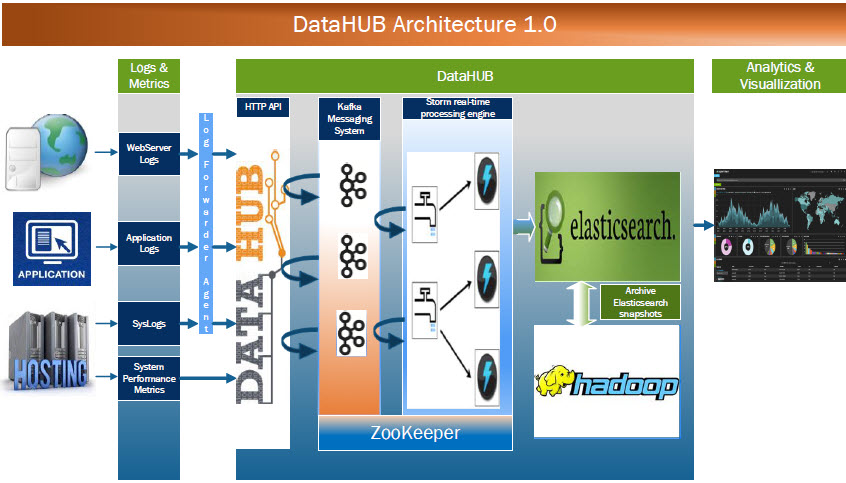 DataHUB Architecture 1.0
Logs &
Metrics
DataHUB
Analytics &
Visuallization
HTTP API
Kafka
Messaging
System
Storm real-time
processing engine
Log Forwarder Agent
WebServer
Logs
APPLICATION
Application
Logs
HOSTING
SysLogs
System
Performance
Metrics
DATA HUB
elasticsearch.
Archive
Elasticsearch
snapshots
hadoop
ZooKeeper